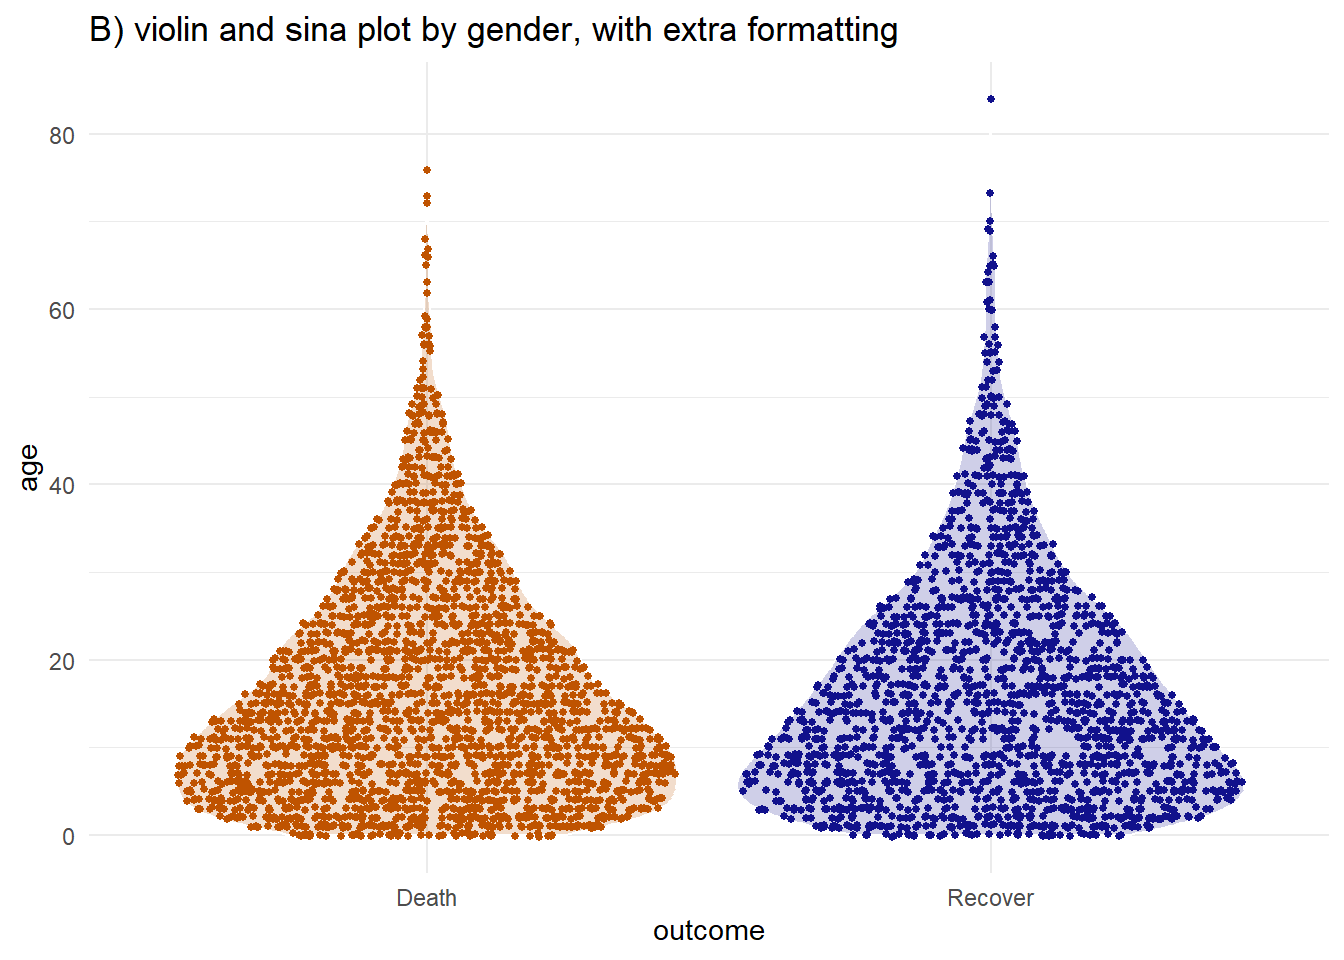 B) violin and sina plot by gender, with extra formatting
80
60
40
20
0
age
Death
Recover
outcome